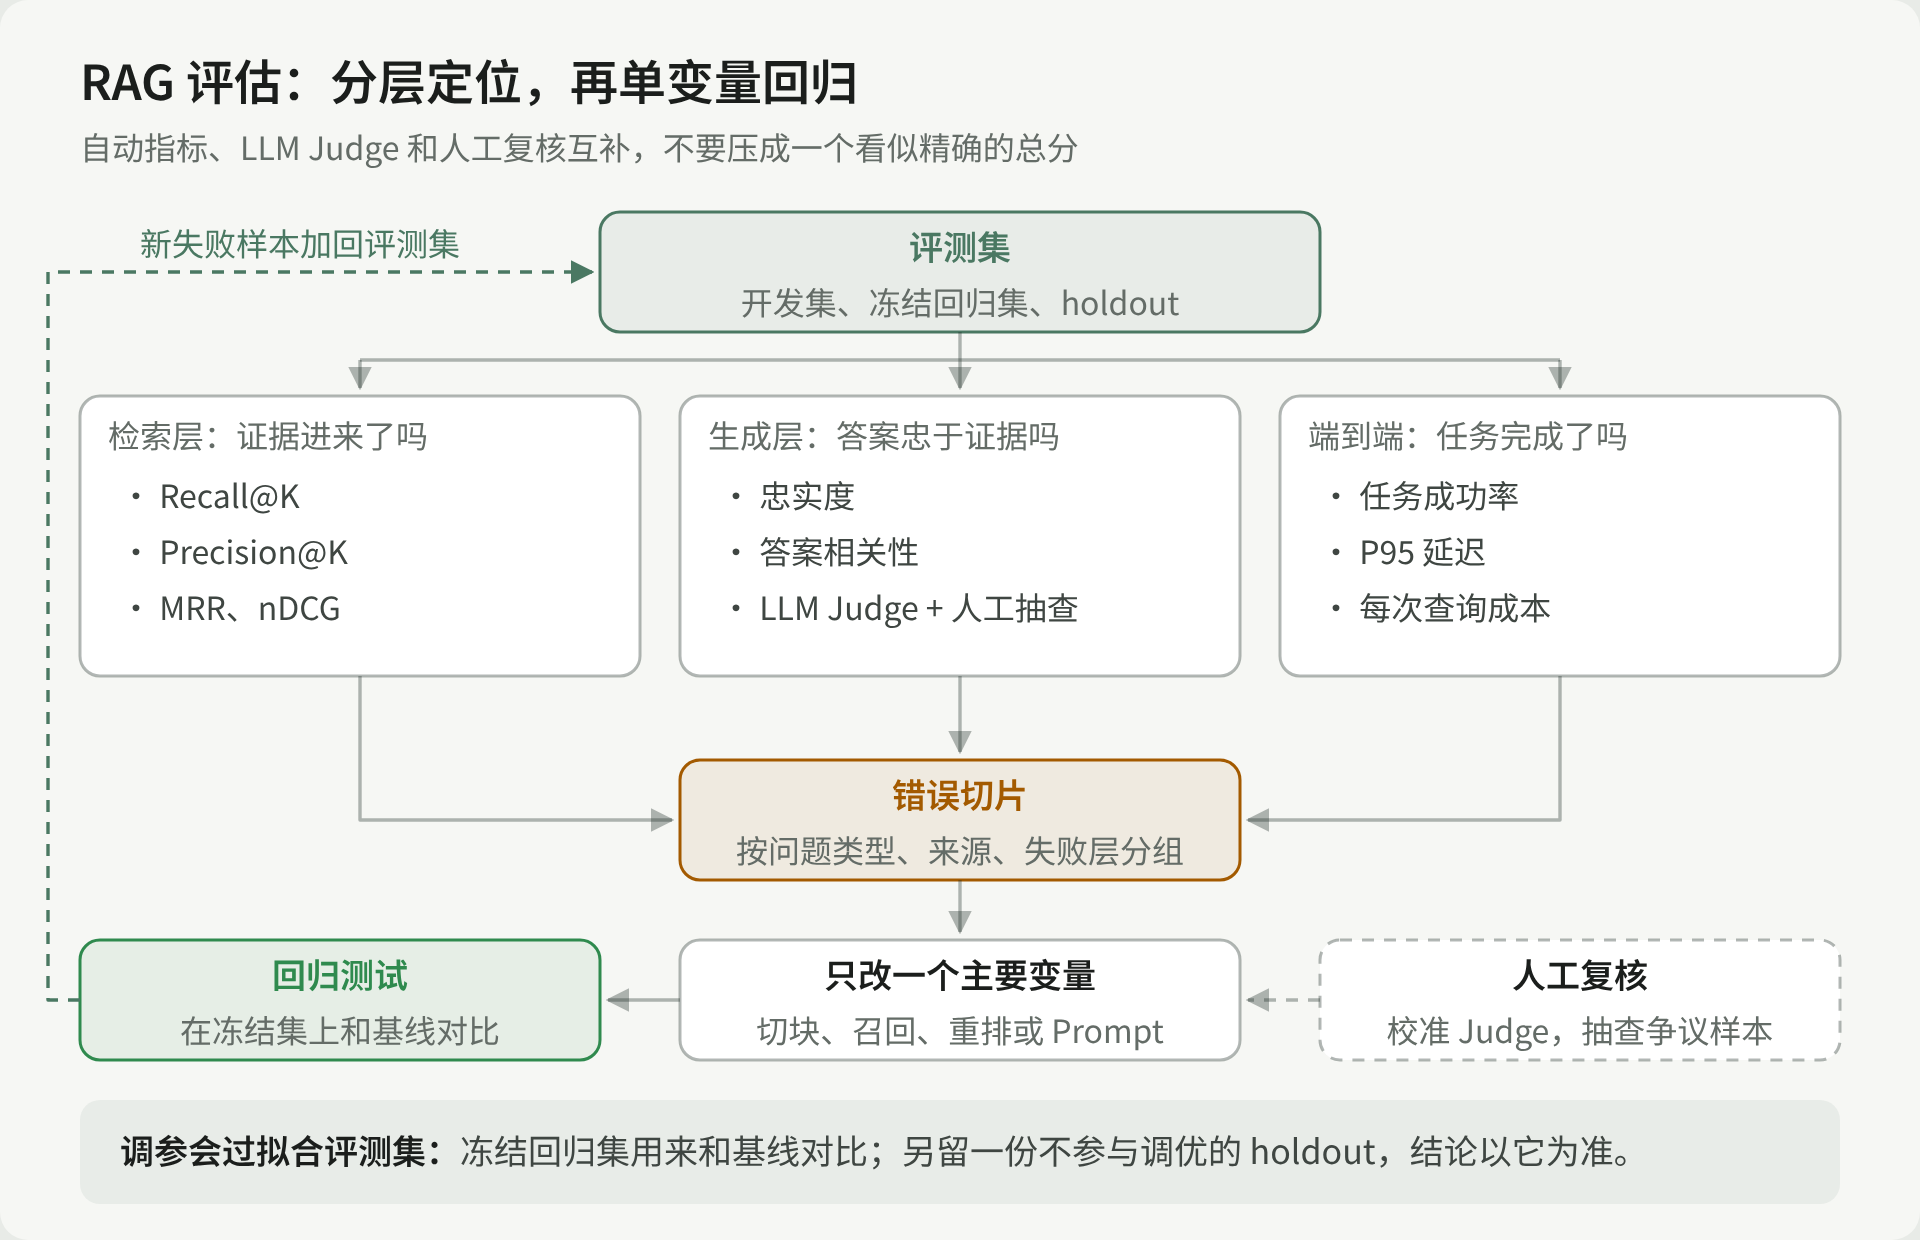 RAG 评估：分层定位，再单变量回归
自动指标、LLM Judge 和人工复核互补，不要压成一个看似精确的总分
新失败样本加回评测集
评测集
开发集、冻结回归集、holdout
检索层：证据进来了吗
• Recall@K
• Precision@K
• MRR、nDCG
生成层：答案忠于证据吗
• 忠实度
• 答案相关性
• LLM Judge + 人工抽查
端到端：任务完成了吗
• 任务成功率
• P95 延迟
• 每次查询成本
错误切片
按问题类型、来源、失败层分组
回归测试
在冻结集上和基线对比
只改一个主要变量
切块、召回、重排或 Prompt
人工复核
校准 Judge，抽查争议样本
调参会过拟合评测集：冻结回归集用来和基线对比；另留一份不参与调优的 holdout，结论以它为准。